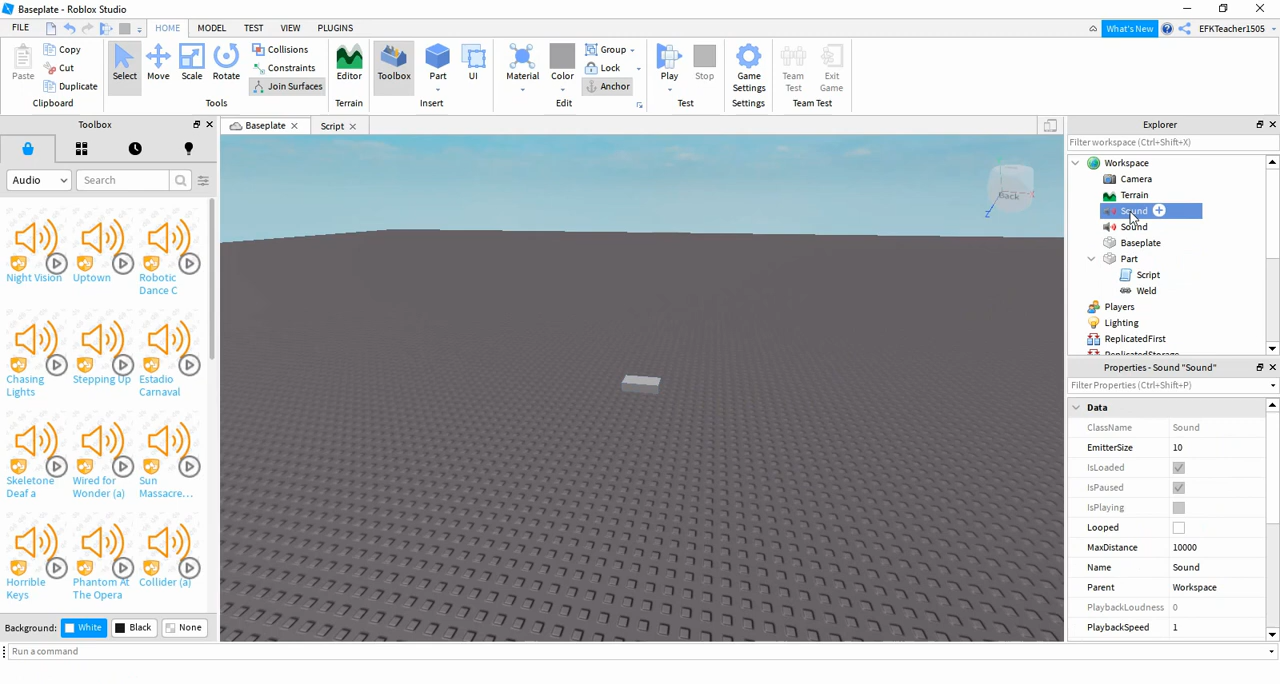 Baseplate - Roblox Studio
FILE HOME MODEL TEST VIEW PLUGINS What's New EFKTeacher1505
Paste Copy Cut Duplicate Clipboard
Select Move Scale Rotate Collisions Constraints Join Surfaces Tools
Editor Terrain
Toolbox Part UI Insert
Material Color Group Lock Anchor Edit
Play Stop Test
Game Settings Settings
Team Test Exit Game Team Test
Toolbox
Audio Search
Night Vision Uptown Robotic Dance C
Chasing Lights Stepping Up Estadio Carnaval
Skeletone Deaf a Wired for Wonder (a) Sun Massacre...
Horrible Keys Phantom At The Opera Collider (a)
Background: White Black None
Baseplate Script
Back
Explorer
Filter workspace (Ctrl+Shift+X)
Workspace
Camera
Terrain
Sound
Sound
Baseplate
Part
Script
Weld
Players
Lighting
ReplicatedFirst
ReplicatedStorage
Properties - Sound "Sound"
Filter Properties (Ctrl+Shift+P)
Data
ClassName Sound
EmitterSize 10
IsLoaded
IsPaused
IsPlaying
Looped
MaxDistance 10000
Name Sound
Parent Workspace
PlaybackLoudness 0
PlaybackSpeed 1
Run a command